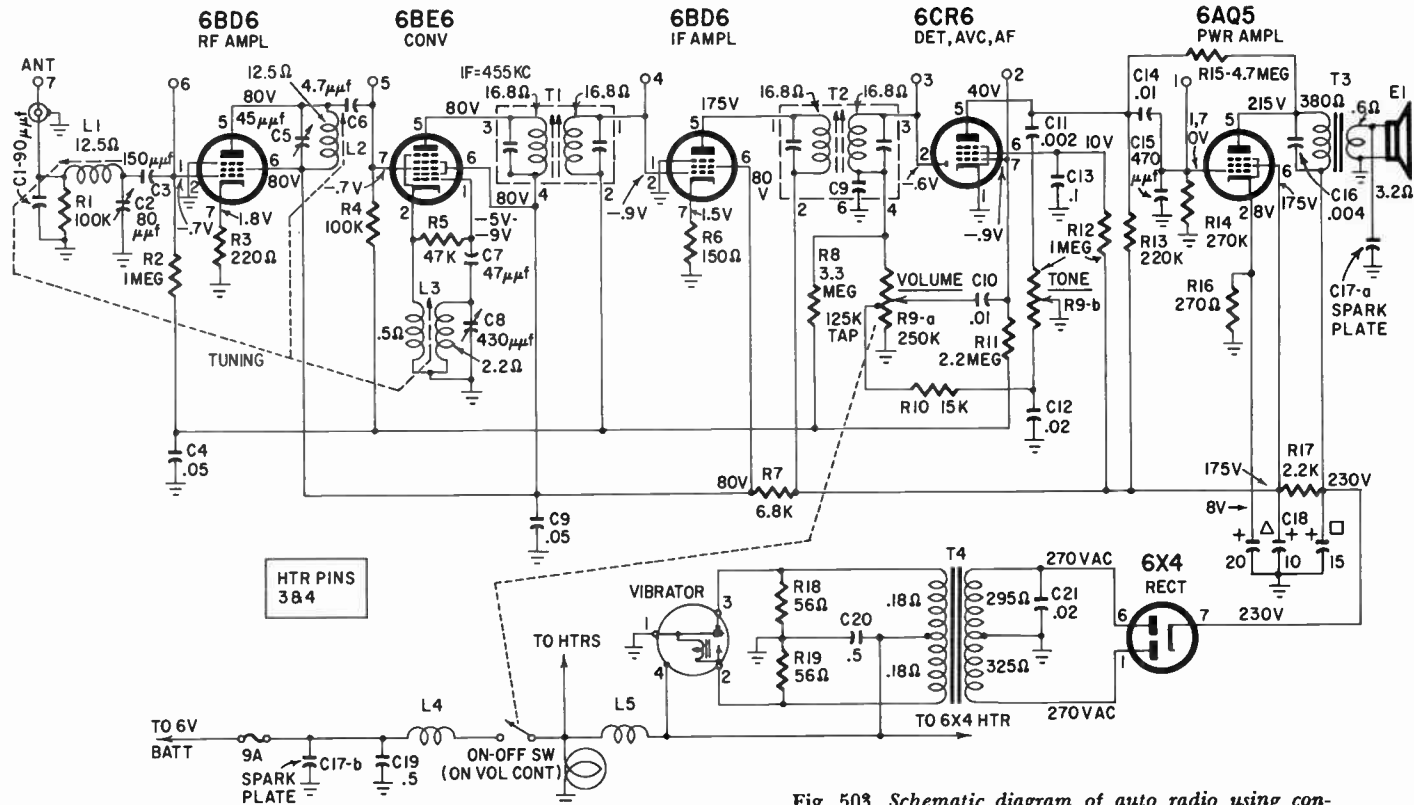 6BD6
RF AMPL
6BE6
CONV
6BD6
IF AMPL
6CR6
DET, AVC, AF
6AQ5
PWR AMPL
ANT
7
6
12.5Ω
4.7μμf
5
IF=455KC
16.8Ω
T1
16.8Ω
4
16.8Ω
T2
16.8Ω
3
2
40V
R15-4.7MEG
C14
.01
1
T3
215V
380Ω
.6Ω
E1
L1
12.5Ω
C1-90μμf
150μμf
C3
80V
45μμf
C5
C6
L2
80V
175V
C11
.002
10V
C15
470
μμf
1.7
0V
R1
100K
C2
80
μμf
-.7V
1.8V
R3
220Ω
R2
1MEG
80V
-.7V
R4
100K
R5
47K
-5V-
-9V
C7
47μμf
80V
-.9V
1.5V
R6
150Ω
80
V
C9
-.6V
-.9V
C13
.1
R12
1MEG
R13
220K
R14
270K
28V
175V
C16
.004
3.2Ω
L3
.5Ω
C8
430μμf
2.2Ω
TUNING
R8
3.3
MEG
125K
TAP
VOLUME
R9-a
250K
C10
.01
R11
2.2MEG
TONE
R9-b
R16
270Ω
C17-a
SPARK
PLATE
R10 15K
C12
.02
C4
.05
C9
.05
80V
R7
6.8K
175V
R17
2.2K
230V
8V
C18
+ △ + + □
20 10 15
HTR PINS
3&4
VIBRATOR
1 2 3 4
R18
56Ω
R19
56Ω
C20
.5
T4
.18Ω
.18Ω
295Ω
325Ω
270VAC
C21
.02
6X4
RECT
6 7 1
230V
270VAC
TO 6X4 HTR
TO HTRS
TO 6V
BATT
9A
SPARK
PLATE
C17-b
C19
.5
L4
ON-OFF SW
(ON VOL CONT)
L5
Fig. 503. Schematic diagram of auto radio using con-